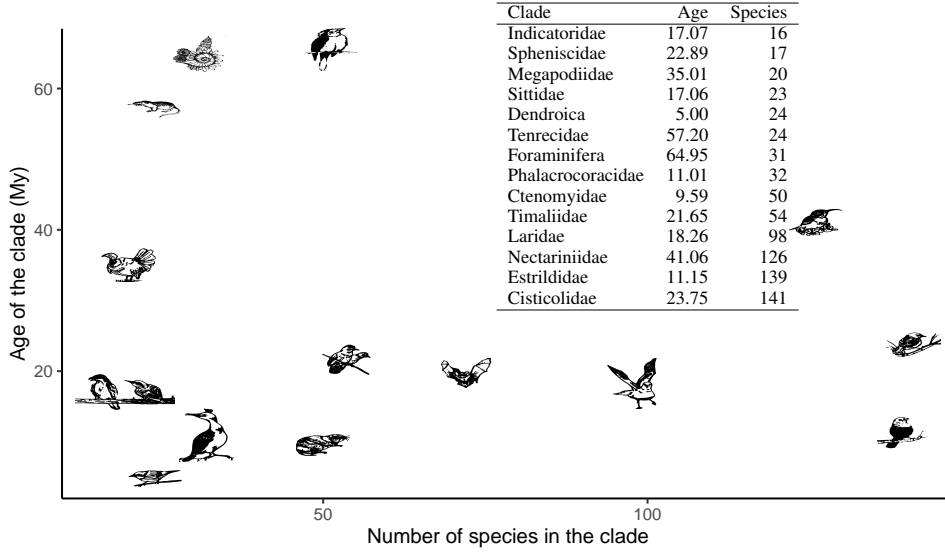 Clade Age Species
Indicatoridae 17.07 16
Spheniscidae 22.89 17
Megapodiidae 35.01 20
Sittidae 17.06 23
Dendroica 5.00 24
Tenrecidae 57.20 24
Foraminifera 64.95 31
Phalacrocoracidae 11.01 32
Ctenomyidae 9.59 50
Timaliidae 21.65 54
Laridae 18.26 98
Nectariniidae 41.06 126
Estrildidae 11.15 139
Cisticolidae 23.75 141
Age of the clade (My)
60
40
20
50 100
Number of species in the clade